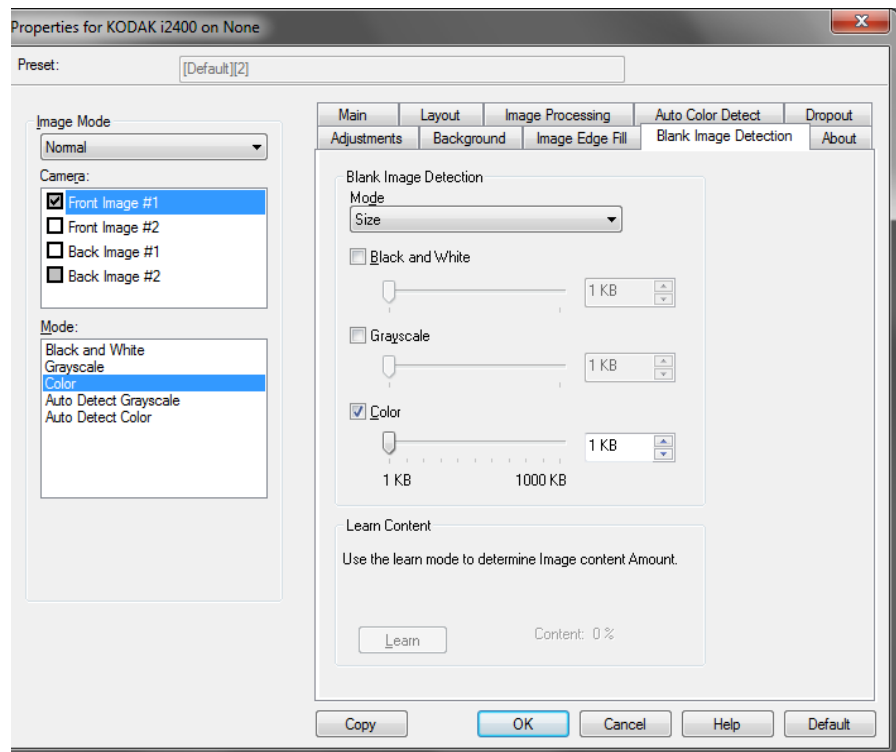 Properties for KODAK i2400 on None
Preset: [Default][2]
Image Mode
Normal
Camera:
Front Image #1
Front Image #2
Back Image #1
Back Image #2
Mode:
Black and White
Grayscale
Color
Auto Detect Grayscale
Auto Detect Color
Main Layout Image Processing Auto Color Detect Dropout
Adjustments Background Image Edge Fill Blank Image Detection About
Blank Image Detection
Mode
Size
Black and White
1 KB
Grayscale
1 KB
Color
1 KB
1 KB 1000 KB
Learn Content
Use the learn mode to determine Image content Amount.
Learn Content: 0 %
Copy OK Cancel Help Default